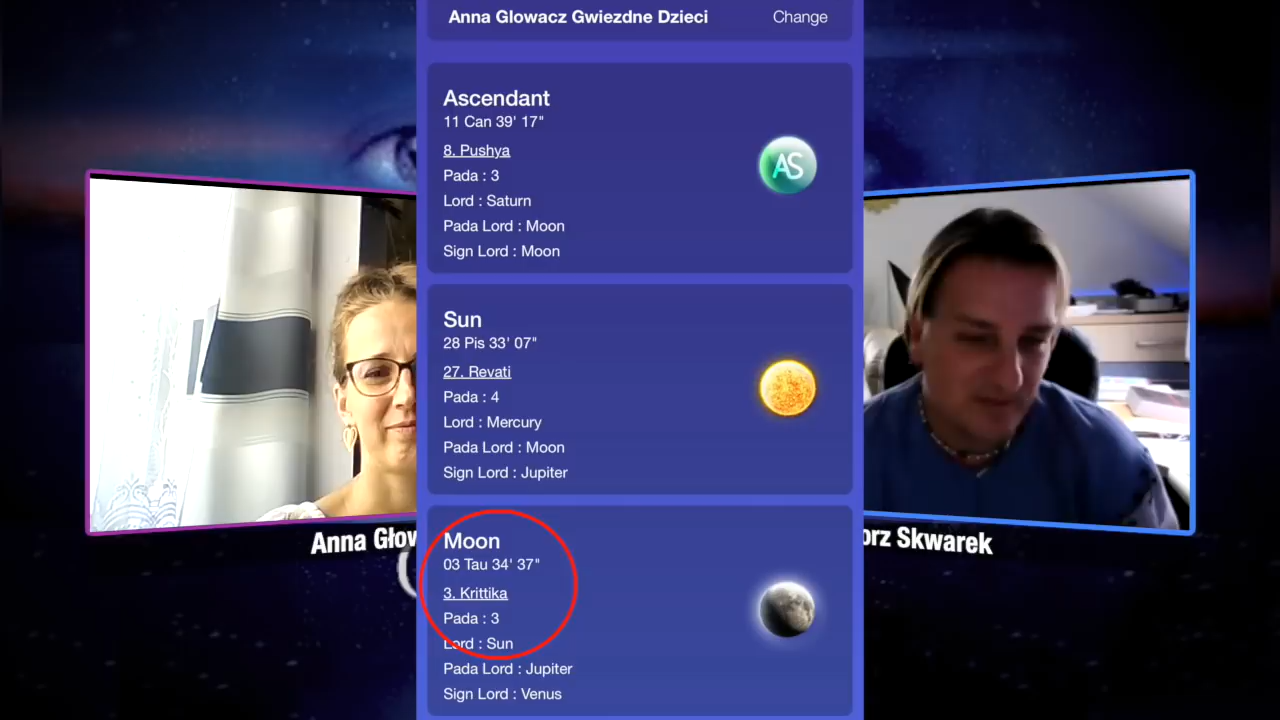 Anna Glowacz Gwiezdne Dzieci Change
Ascendant
11 Can 39' 17"
8. Pushya
Pada : 3
Lord : Saturn
Pada Lord : Moon
Sign Lord : Moon
AS
Sun
28 Pis 33' 07"
27. Revati
Pada : 4
Lord : Mercury
Pada Lord : Moon
Sign Lord : Jupiter
Moon
03 Tau 34' 37"
3. Krittika
Pada : 3
Lord : Sun
Pada Lord : Jupiter
Sign Lord : Venus
Anna Głow
orz Skwarek